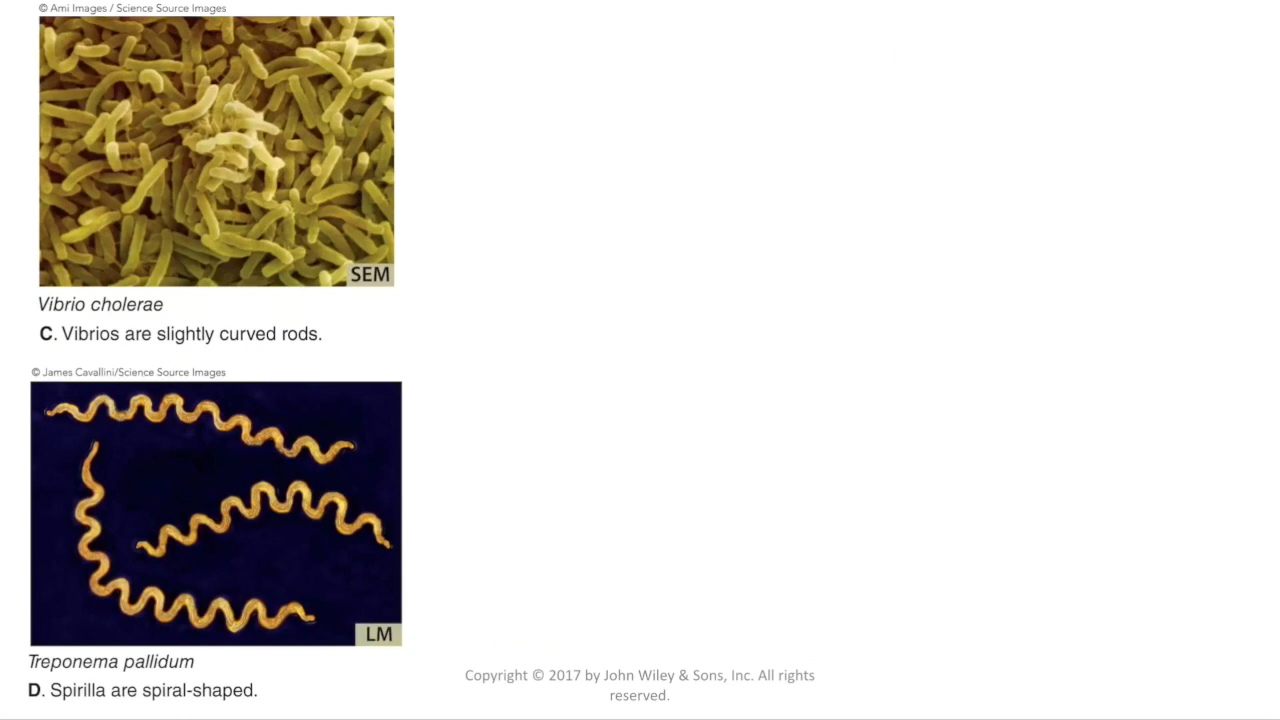 © Ami Images / Science Source Images
SEM
Vibrio cholerae
C. Vibrios are slightly curved rods.
© James Cavallini/Science Source Images
LM
Treponema pallidum
D. Spirilla are spiral-shaped.
Copyright © 2017 by John Wiley & Sons, Inc. All rights
reserved.